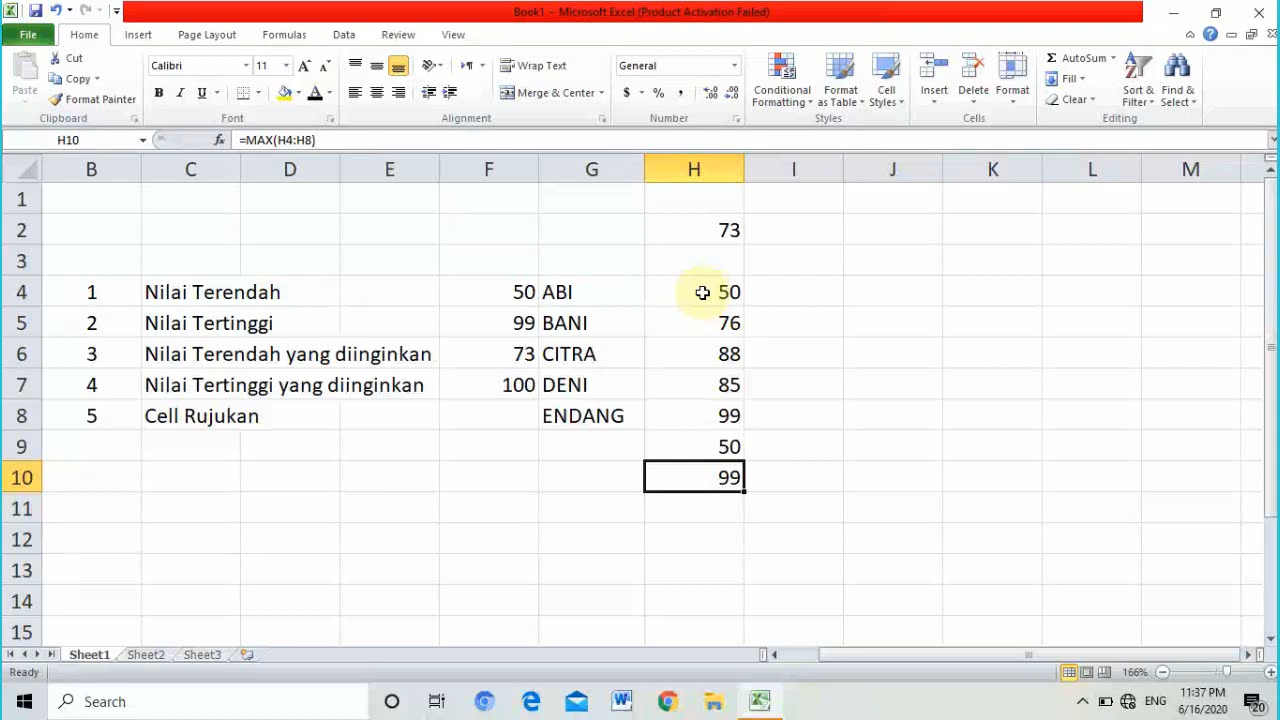 Book1 - Microsoft Excel (Product Activation Failed)
File Home Insert Page Layout Formulas Data Review View
Paste
Cut
Copy
Format Painter
Clipboard
Calibri 11
B I U
Font
Wrap Text
Merge & Center
Alignment
General
$ % ,
Number
Conditional Formatting
Format as Table
Cell Styles
Styles
Insert Delete Format
Cells
Σ AutoSum
Fill
Clear
Sort & Filter
Find & Select
Editing
H10 fx =MAX(H4:H8)
B C D E F G H I J K L M
1
2 73
3
4 1 Nilai Terendah 50 ABI 50
5 2 Nilai Tertinggi 99 BANI 76
6 3 Nilai Terendah yang diinginkan 73 CITRA 88
7 4 Nilai Tertinggi yang diinginkan 100 DENI 85
8 5 Cell Rujukan ENDANG 99
9 50
10 99
11
12
13
14
15
Sheet1 Sheet2 Sheet3
Ready 166%
Search ENG 11:37 PM
6/16/2020 20